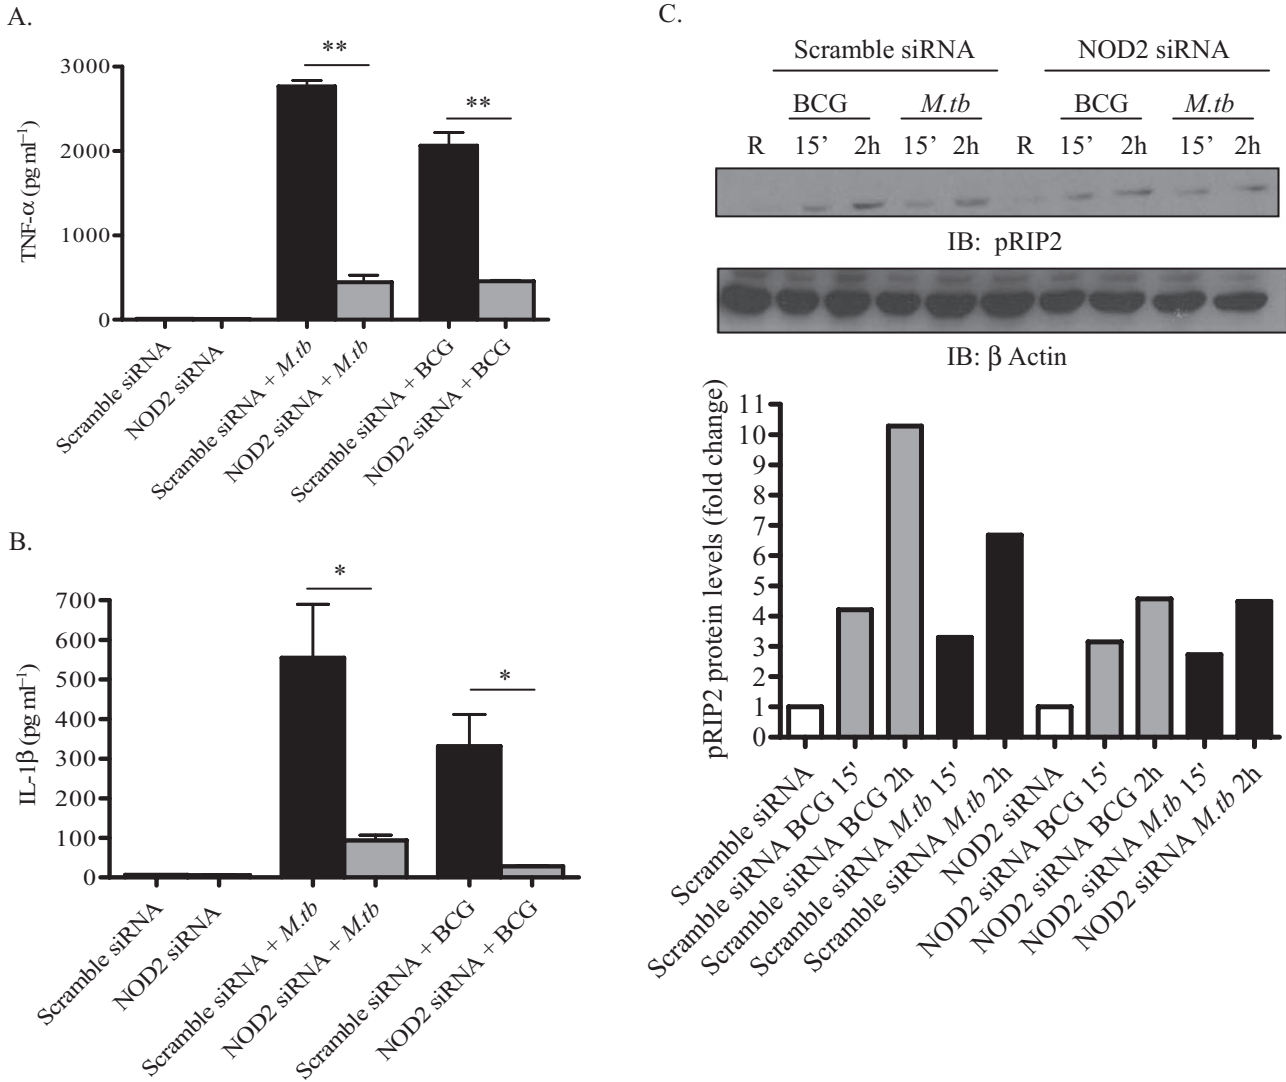 A.
**
**
3000
2000
1000
0
TNF-α (pg ml⁻¹)
Scramble siRNA
NOD2 siRNA
Scramble siRNA + M.tb
NOD2 siRNA + M.tb
Scramble siRNA + BCG
NOD2 siRNA + BCG
B.
*
*
700
600
500
400
300
200
100
0
IL-1β (pg ml⁻¹)
Scramble siRNA
NOD2 siRNA
Scramble siRNA + M.tb
NOD2 siRNA + M.tb
Scramble siRNA + BCG
NOD2 siRNA + BCG
C.
Scramble siRNA NOD2 siRNA
BCG M.tb BCG M.tb
R 15’ 2h 15’ 2h R 15’ 2h 15’ 2h
IB: pRIP2
IB: β Actin
11
10
9
8
7
6
5
4
3
2
1
0
pRIP2 protein levels (fold change)
Scramble siRNA
Scramble siRNA BCG 15'
Scramble siRNA BCG 2h
Scramble siRNA M.tb 15'
Scramble siRNA M.tb 2h
NOD2 siRNA
NOD2 siRNA BCG 15'
NOD2 siRNA BCG 2h
NOD2 siRNA M.tb 15'
NOD2 siRNA M.tb 2h